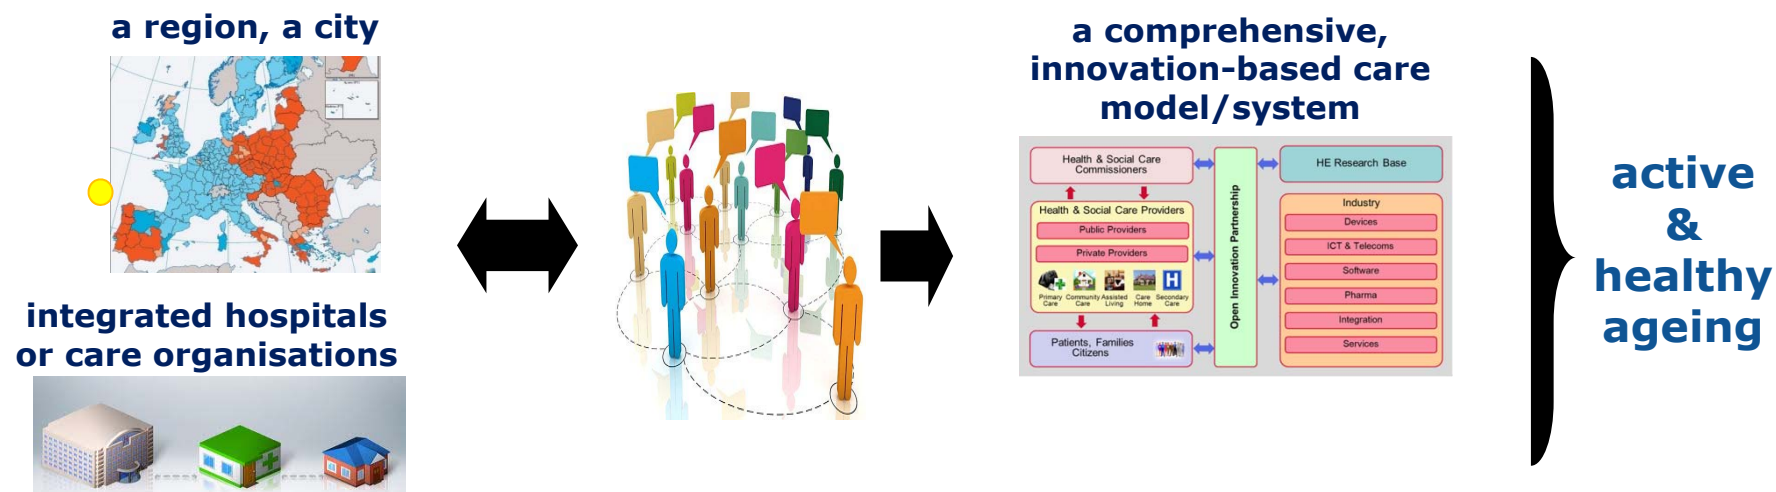 a region, a city
integrated hospitals
or care organisations
a comprehensive,
innovation-based care
model/system
Health & Social Care
Commissioners
Health & Social Care Providers
Public Providers
Private Providers
Primary
Care
Community
Care
Assisted
Living
Care
Home
Secondary
Care
Patients, Families
Citizens
Open Innovation Partnership
HE Research Base
Industry
Devices
ICT & Telecoms
Software
Pharma
Integration
Services
active
&
healthy
ageing